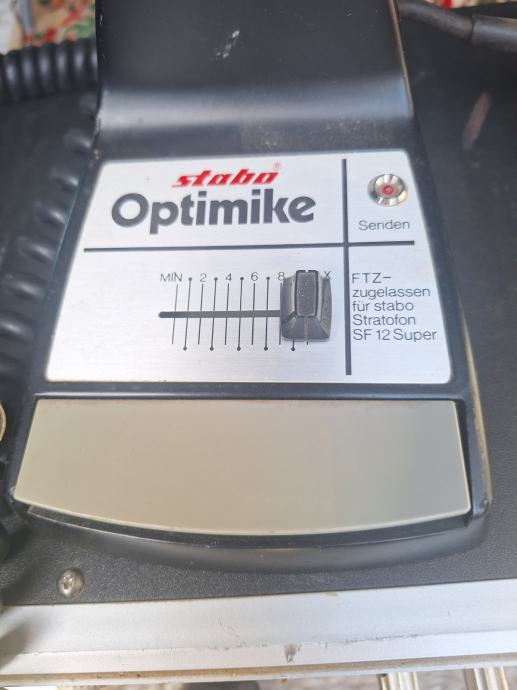 stabo®
Optimike
Senden
MIN 2 4 6 8 X
FTZ-
zugelassen
für stabo
Stratofon
SF 12 Super